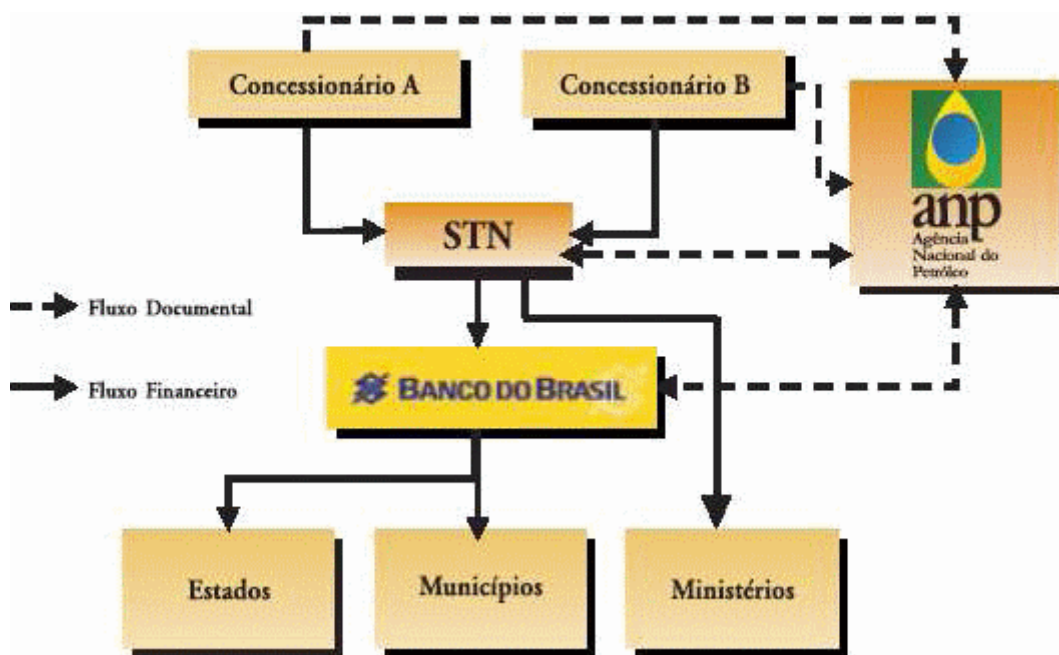 Concessionário A
Concessionário B
anp
Agência
Nacional do
Petróleo
STN
Fluxo Documental
Fluxo Financeiro
BANCO DO BRASIL
Estados
Municípios
Ministérios